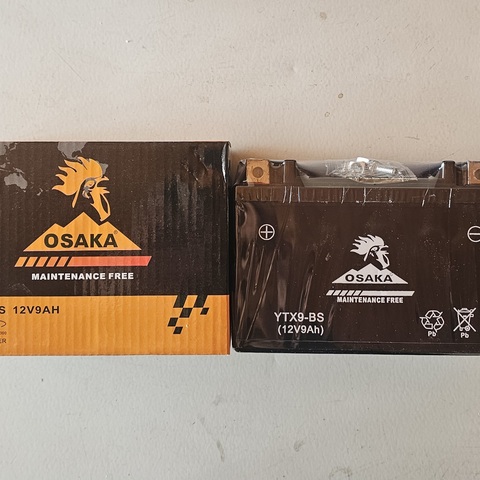 OSAKA
MAINTENANCE FREE
S 12V9AH
OSAKA
MAINTENANCE FREE
YTX9-BS
(12V9Ah)
Pb
Pb